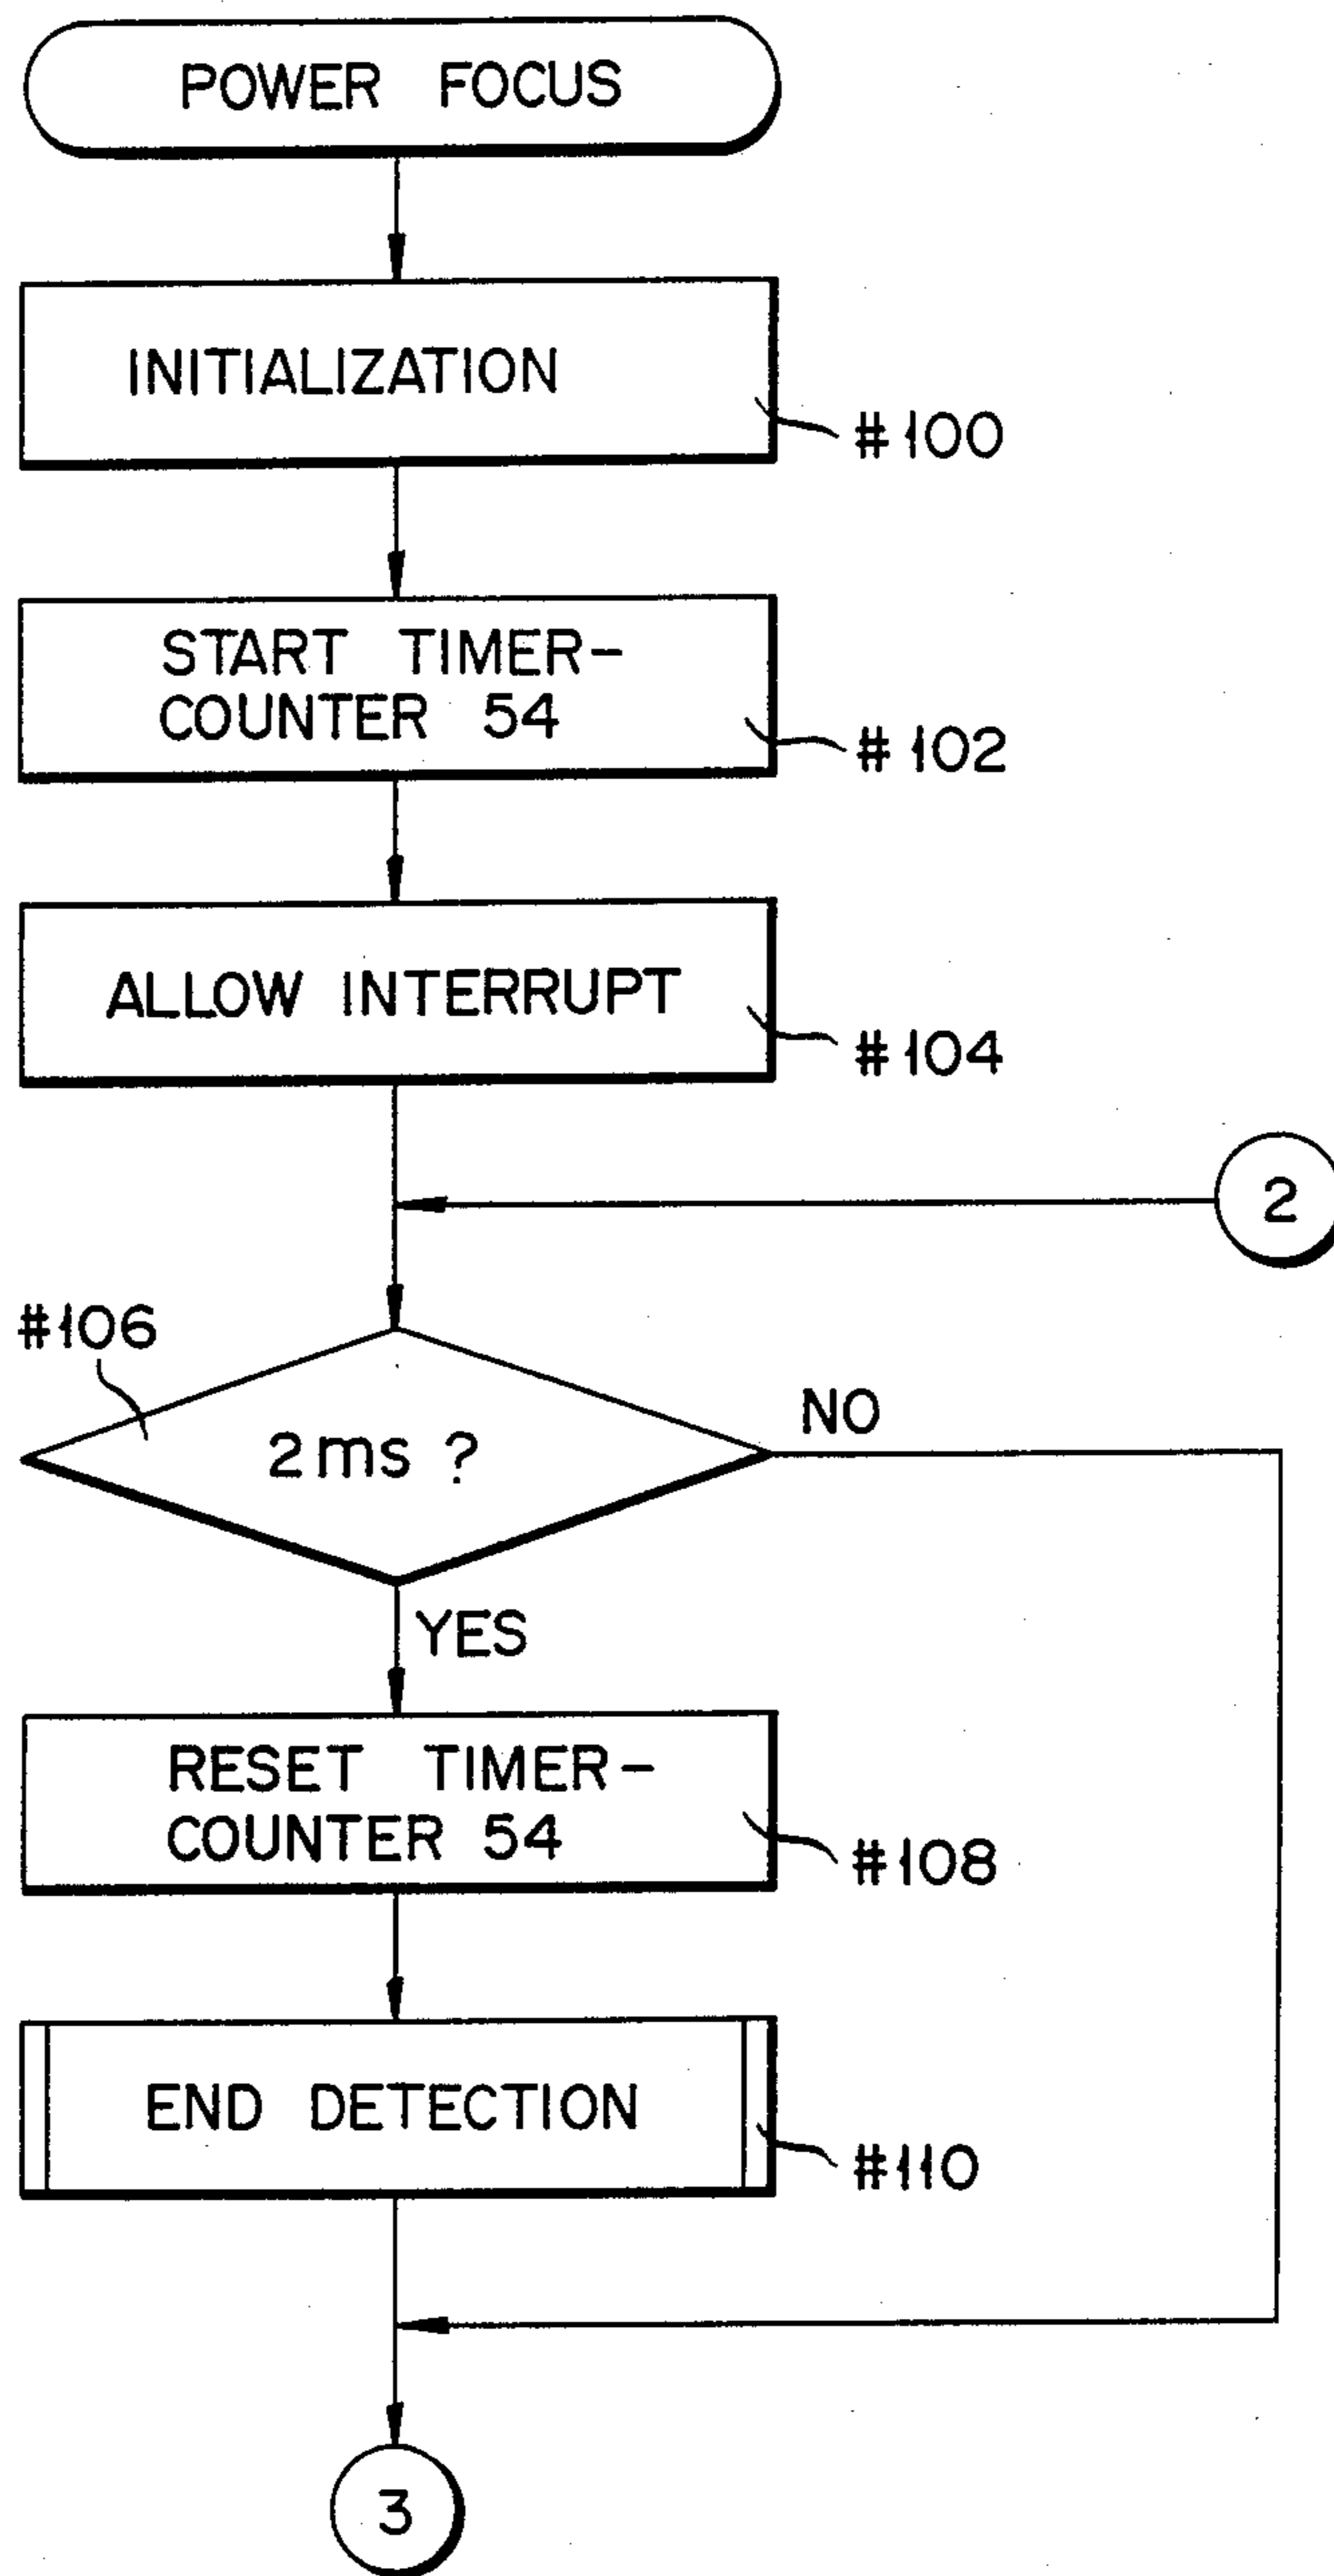 POWER FOCUS
INITIALIZATION
#100
START TIMER-
COUNTER 54
#102
ALLOW INTERRUPT
#104
2
#106
2ms ?
NO
YES
RESET TIMER-
COUNTER 54
#108
END DETECTION
#110
3